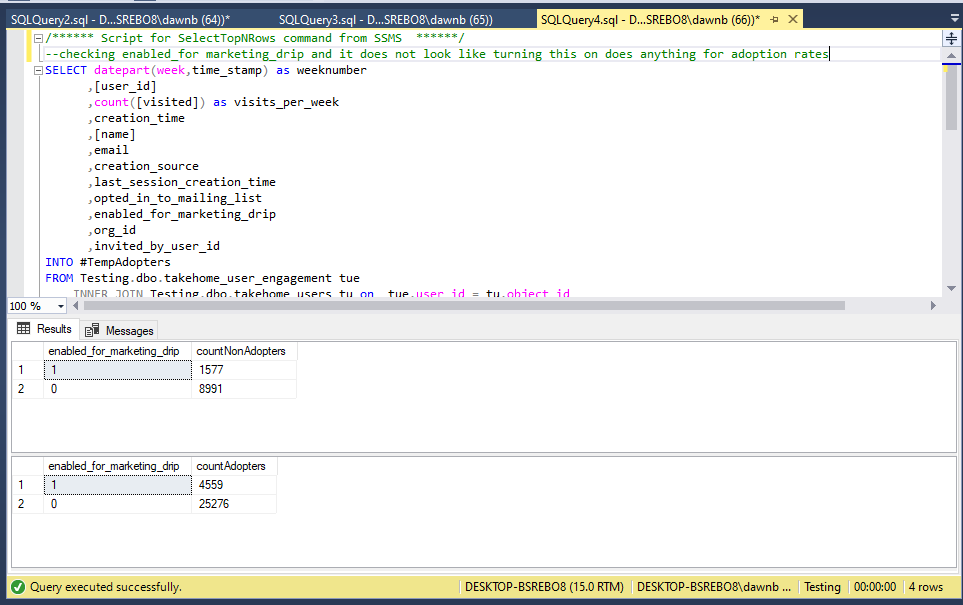 SQLQuery2.sql - D...SREBO8\dawnb (64))* SQLQuery3.sql - D...SREBO8\dawnb (65)) SQLQuery4.sql - D...SREBO8\dawnb (66))*
/****** Script for SelectTopNRows command from SSMS ******/
--checking enabled_for_marketing_drip and it does not look like turning this on does anything for adoption rates
SELECT datepart(week,time_stamp) as weeknumber
,[user_id]
,count([visited]) as visits_per_week
,creation_time
,[name]
,email
,creation_source
,last_session_creation_time
,opted_in_to_mailing_list
,enabled_for_marketing_drip
,org_id
,invited_by_user_id
INTO #TempAdopters
FROM Testing.dbo.takehome_user_engagement tue
INNER JOIN Testing.dbo.takehome_users tu on tue.user_id = tu.object_id
100 %
Results Messages
enabled_for_marketing_drip countNonAdopters
1 1 1577
2 0 8991
enabled_for_marketing_drip countAdopters
1 1 4559
2 0 25276
Query executed successfully. DESKTOP-BSREBO8 (15.0 RTM) DESKTOP-BSREBO8\dawnb ... Testing 00:00:00 4 rows